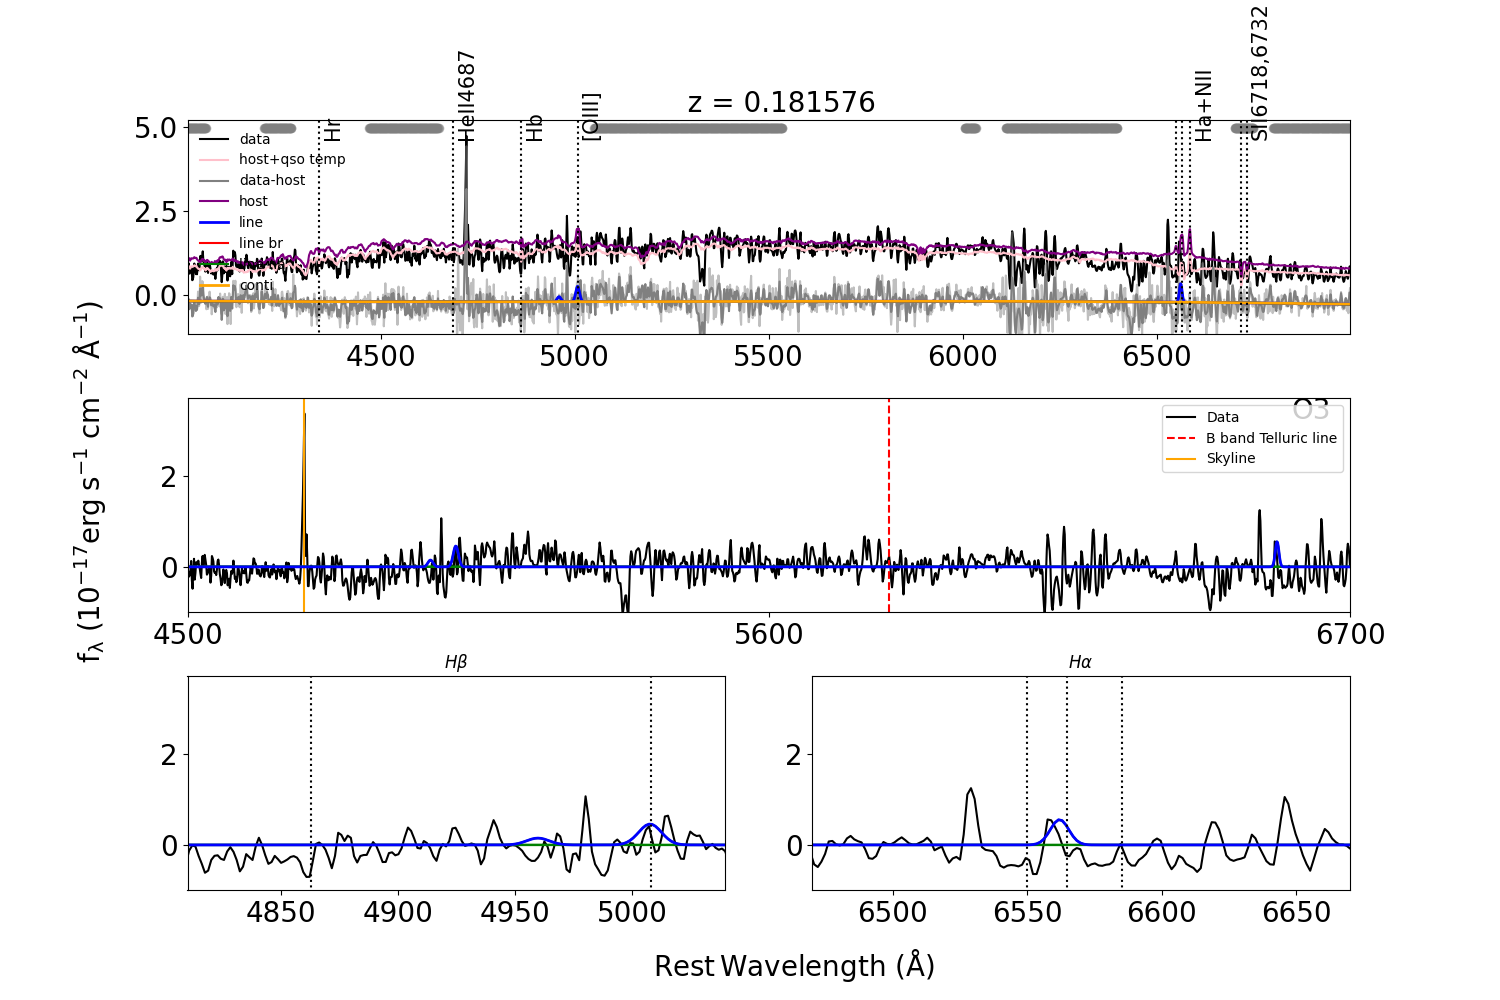 z = 0.181576
Hr
HeII4687
Hb
[OIII]
Ha+NII
SII6718,6732
data
host+qso temp
data-host
host
line
line br
conti
5.0
2.5
0.0
4500 5000 5500 6000 6500
fλ (10−17erg s−1 cm−2 Å−1)
O3
Data
B band Telluric line
Skyline
2
0
4500 5600 6700
Hβ
2
0
4850 4900 4950 5000
Hα
2
0
6500 6550 6600 6650
Rest Wavelength (Å)